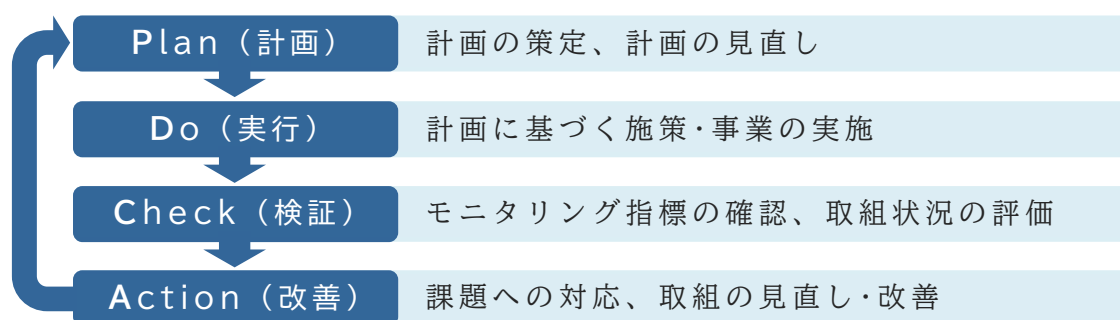 Plan（計画） 計画の策定、計画の見直し
Do（実行） 計画に基づく施策・事業の実施
Check（検証） モニタリング指標の確認、取組状況の評価
Action（改善） 課題への対応、取組の見直し・改善